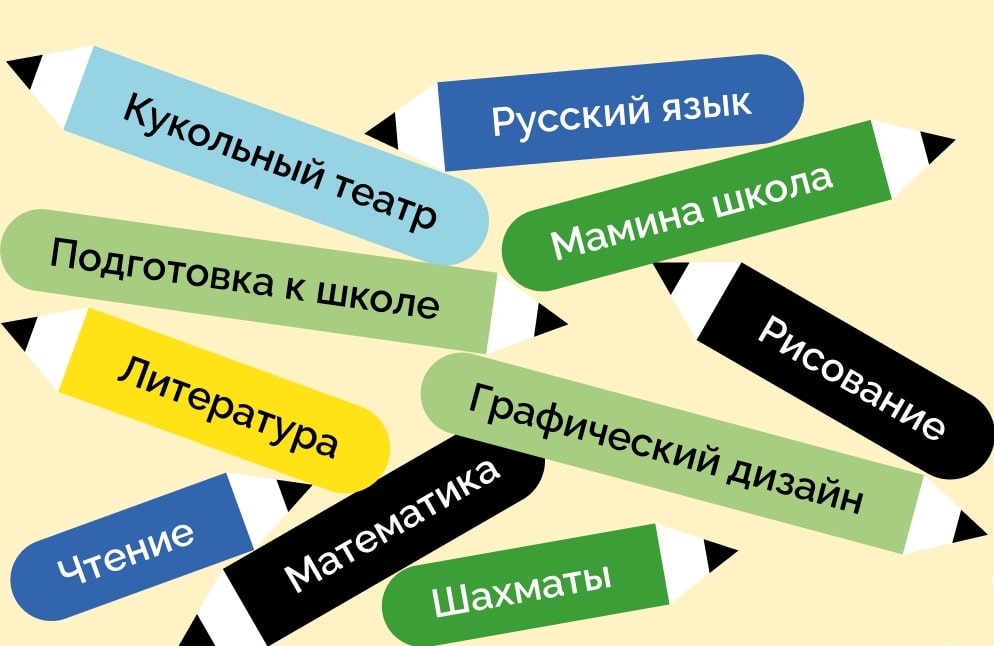 Кукольный театр
Русский язык
Мамина школа
Подготовка к школе
Рисование
Литература
Графический дизайн
Чтение
Математика
Шахматы